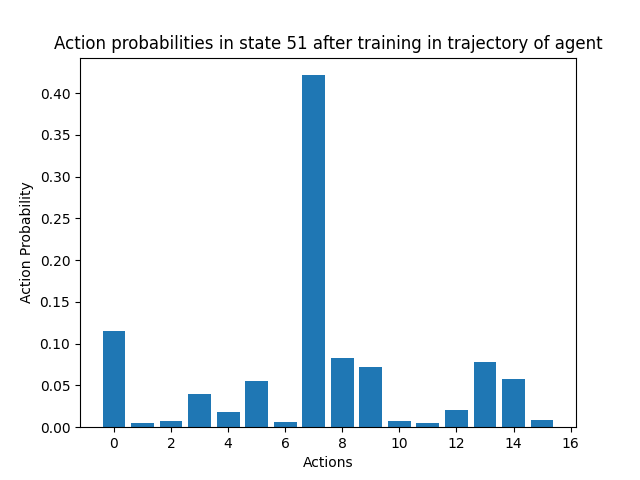 Action probabilities in state 51 after training in trajectory of agent
Action Probability
0.40
0.35
0.30
0.25
0.20
0.15
0.10
0.05
0.00
0 2 4 6 8 10 12 14 16
Actions